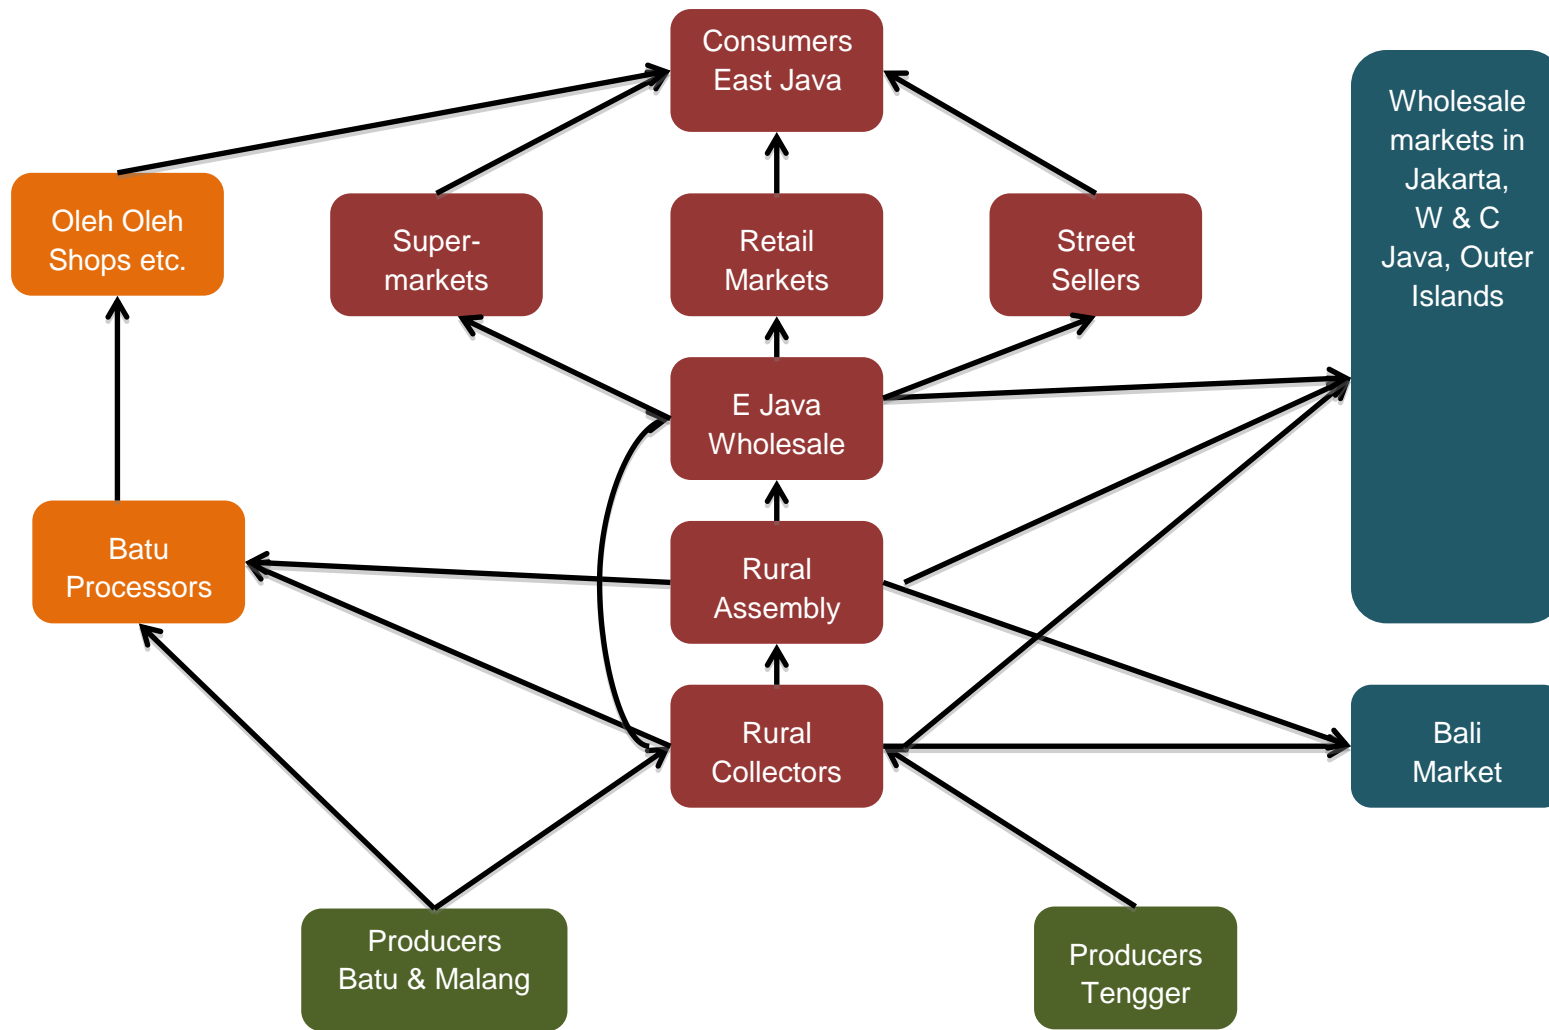 Consumers
East Java
Wholesale
markets in
Jakarta,
W & C
Java, Outer
Islands
Oleh Oleh
Shops etc.
Super-
markets
Retail
Markets
Street
Sellers
E Java
Wholesale
Batu
Processors
Rural
Assembly
Rural
Collectors
Bali
Market
Producers
Batu & Malang
Producers
Tengger